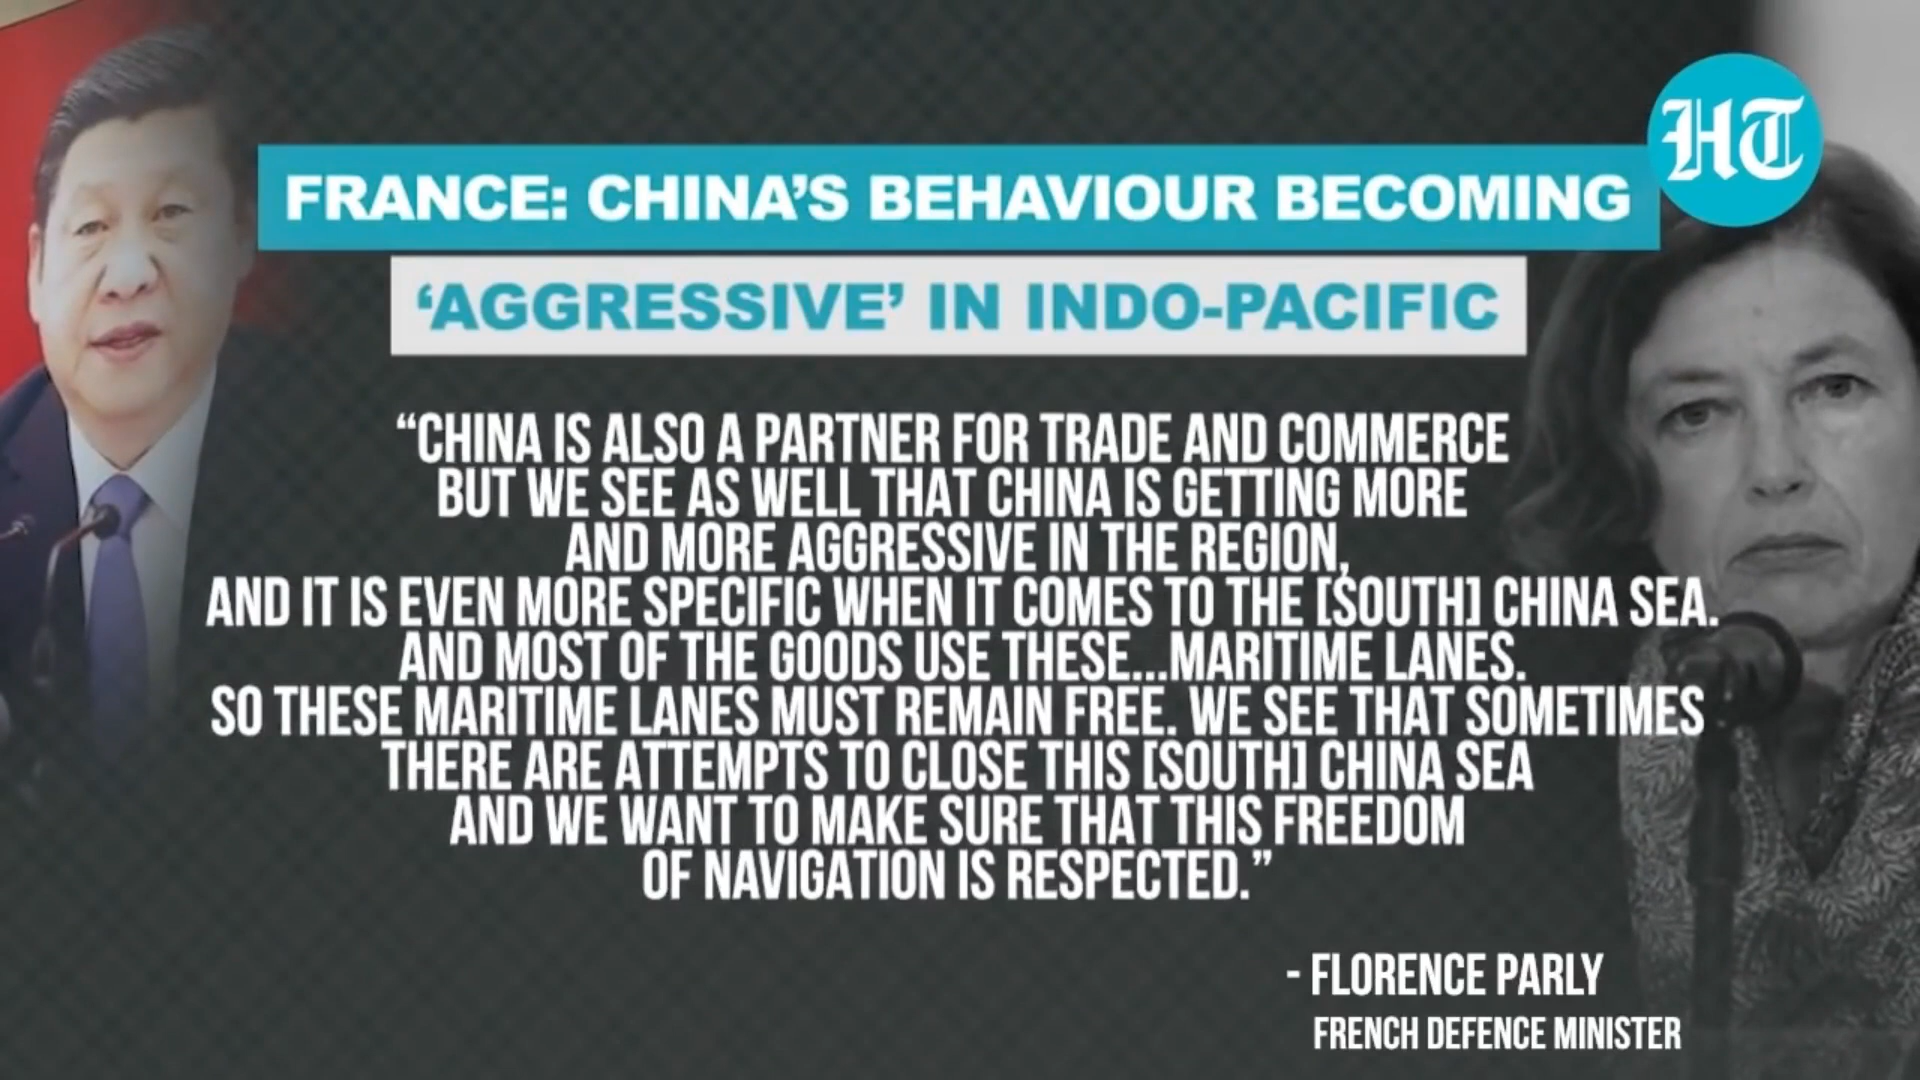 HT
FRANCE: CHINA'S BEHAVIOUR BECOMING
'AGGRESSIVE' IN INDO-PACIFIC
“CHINA IS ALSO A PARTNER FOR TRADE AND COMMERCE
BUT WE SEE AS WELL THAT CHINA IS GETTING MORE
AND MORE AGGRESSIVE IN THE REGION,
AND IT IS EVEN MORE SPECIFIC WHEN IT COMES TO THE [SOUTH] CHINA SEA.
AND MOST OF THE GOODS USE THESE...MARITIME LANES.
SO THESE MARITIME LANES MUST REMAIN FREE. WE SEE THAT SOMETIMES
THERE ARE ATTEMPTS TO CLOSE THIS [SOUTH] CHINA SEA
AND WE WANT TO MAKE SURE THAT THIS FREEDOM
OF NAVIGATION IS RESPECTED.”
- FLORENCE PARLY
FRENCH DEFENCE MINISTER